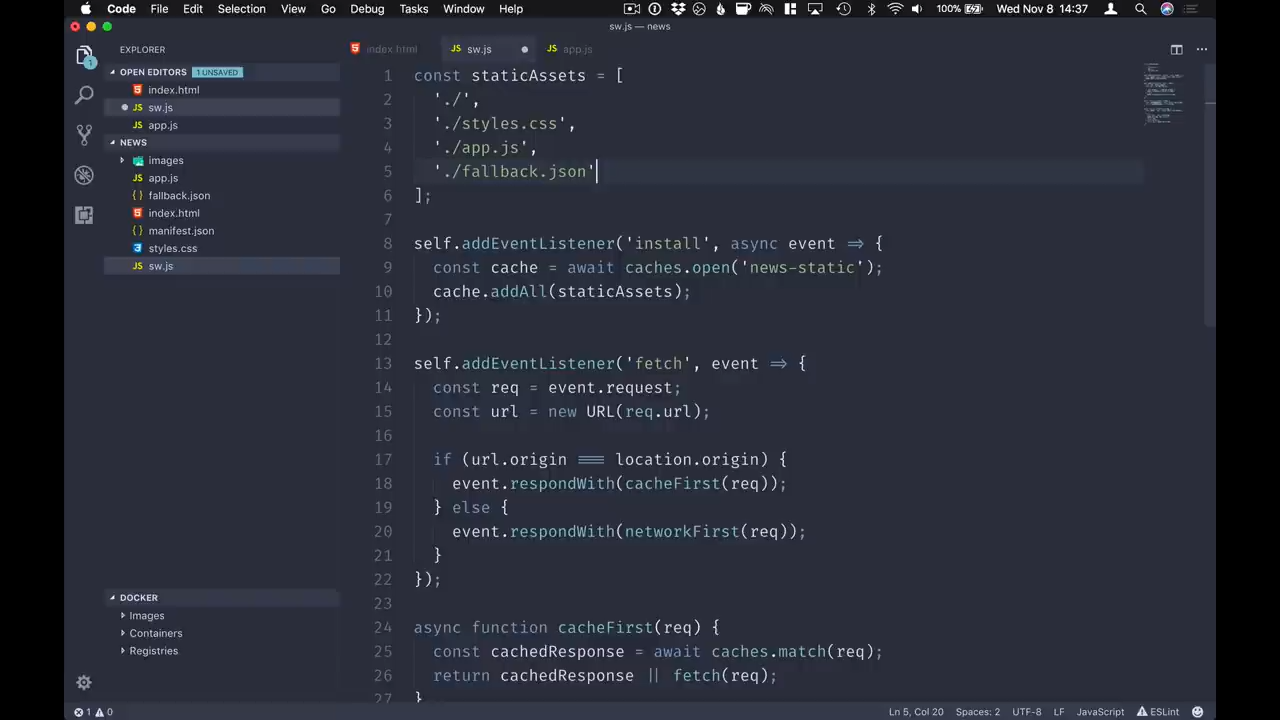 Code File Edit Selection View Go Debug Tasks Window Help 100% Wed Nov 8 14:37
sw.js — news
EXPLORER
OPEN EDITORS 1 UNSAVED
index.html
sw.js
app.js
NEWS
images
app.js
fallback.json
index.html
manifest.json
styles.css
sw.js
DOCKER
Images
Containers
Registries
index.html sw.js app.js
1 const staticAssets = [
2 './',
3 './styles.css',
4 './app.js',
5 './fallback.json'
6 ];
7
8 self.addEventListener('install', async event => {
9 const cache = await caches.open('news-static');
10 cache.addAll(staticAssets);
11 });
12
13 self.addEventListener('fetch', event => {
14 const req = event.request;
15 const url = new URL(req.url);
16
17 if (url.origin === location.origin) {
18 event.respondWith(cacheFirst(req));
19 } else {
20 event.respondWith(networkFirst(req));
21 }
22 });
23
24 async function cacheFirst(req) {
25 const cachedResponse = await caches.match(req);
26 return cachedResponse || fetch(req);
27 }
1 0 Ln 5, Col 20 Spaces: 2 UTF-8 LF JavaScript ESLint